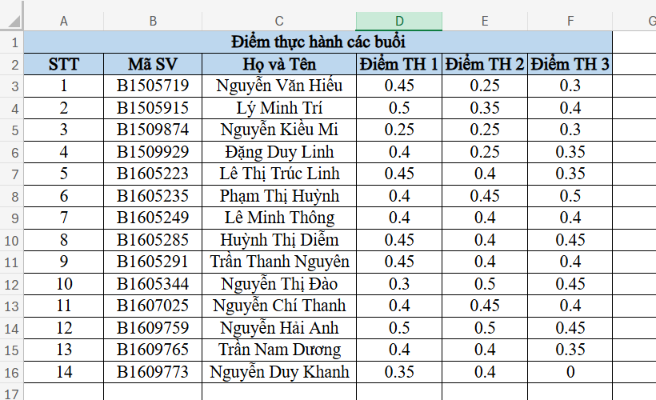 A B C D E F G
1 Điểm thực hành các buổi
2 STT Mã SV Họ và Tên Điểm TH 1 Điểm TH 2 Điểm TH 3
3 1 B1505719 Nguyễn Văn Hiếu 0.45 0.25 0.3
4 2 B1505915 Lý Minh Trí 0.5 0.35 0.4
5 3 B1509874 Nguyễn Kiều Mi 0.25 0.25 0.3
6 4 B1509929 Đặng Duy Linh 0.4 0.25 0.35
7 5 B1605223 Lê Thị Trúc Linh 0.45 0.4 0.35
8 6 B1605235 Phạm Thị Huỳnh 0.4 0.45 0.5
9 7 B1605249 Lê Minh Thông 0.4 0.4 0.4
10 8 B1605285 Huỳnh Thị Diễm 0.45 0.4 0.45
11 9 B1605291 Trần Thanh Nguyên 0.45 0.4 0.4
12 10 B1605344 Nguyễn Thị Đào 0.3 0.5 0.45
13 11 B1607025 Nguyễn Chí Thanh 0.4 0.45 0.4
14 12 B1609759 Nguyễn Hải Anh 0.5 0.5 0.45
15 13 B1609765 Trần Nam Dương 0.4 0.4 0.35
16 14 B1609773 Nguyễn Duy Khanh 0.35 0.4 0
17